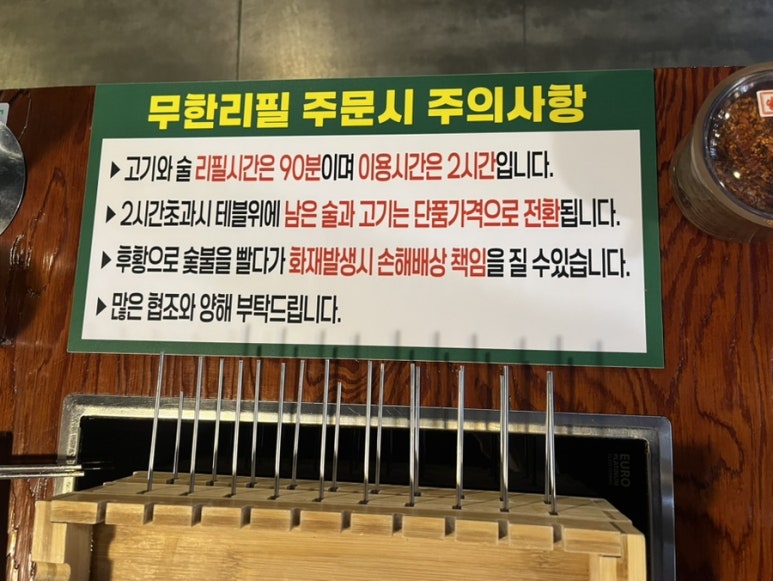 무한리필 주문시 주의사항
▶고기와 술 리필시간은 90분이며 이용시간은 2시간입니다.
▶2시간초과시 테블위에 남은 술과 고기는 단품가격으로 전환됩니다.
▶후황으로 숯불을 빨다가 화재발생시 손해배상 책임을 질 수있습니다.
▶많은 협조와 양해 부탁드립니다.
EURO